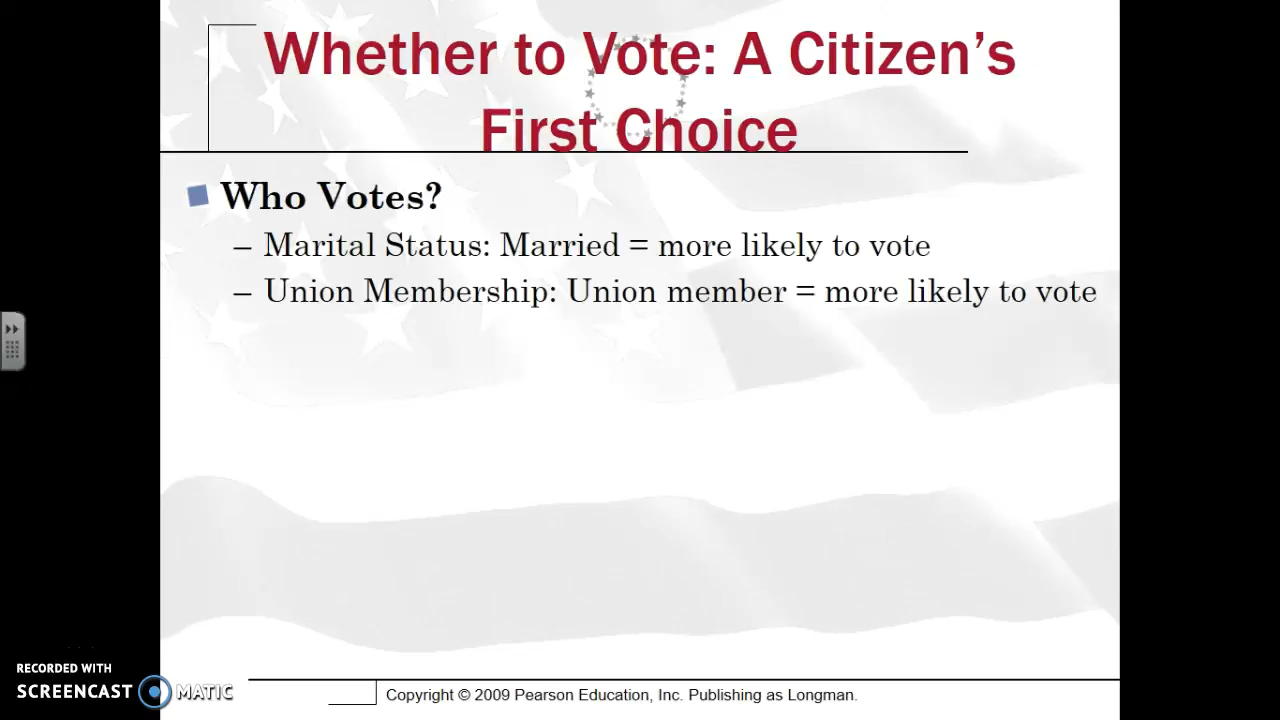 Whether to Vote: A Citizen's
First Choice
Who Votes?
– Marital Status: Married = more likely to vote
– Union Membership: Union member = more likely to vote
RECORDED WITH
SCREENCAST MATIC
Copyright © 2009 Pearson Education, Inc. Publishing as Longman.